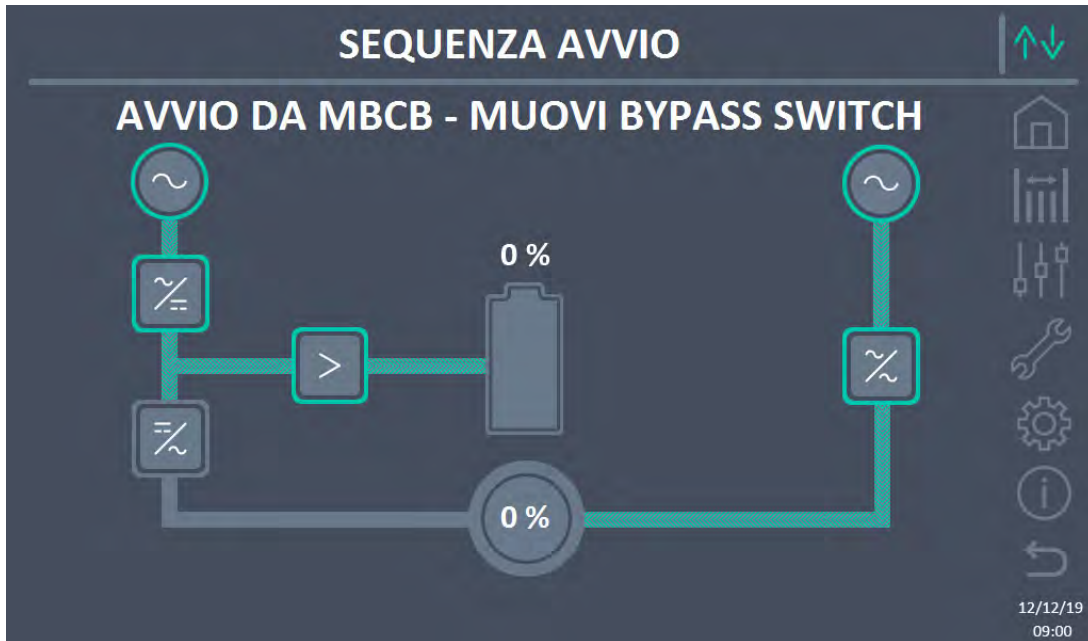 SEQUENZA AVVIO
AVVIO DA MBCB - MUOVI BYPASS SWITCH
0 %
0 %
12/12/19
09:00